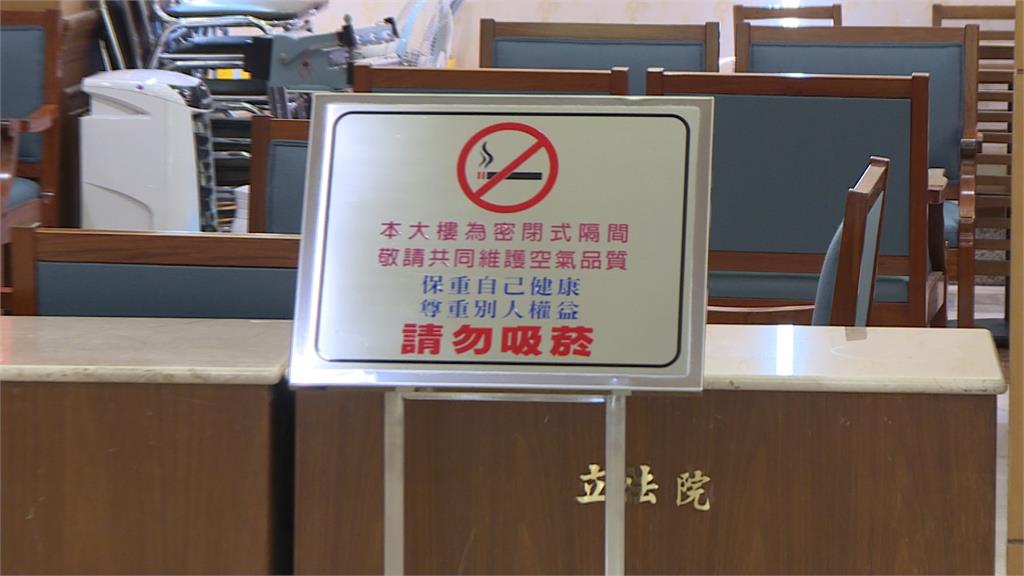 本大樓為密閉式隔間
敬請共同維護空氣品質
保重自己健康
尊重別人權益
請勿吸菸
立法院